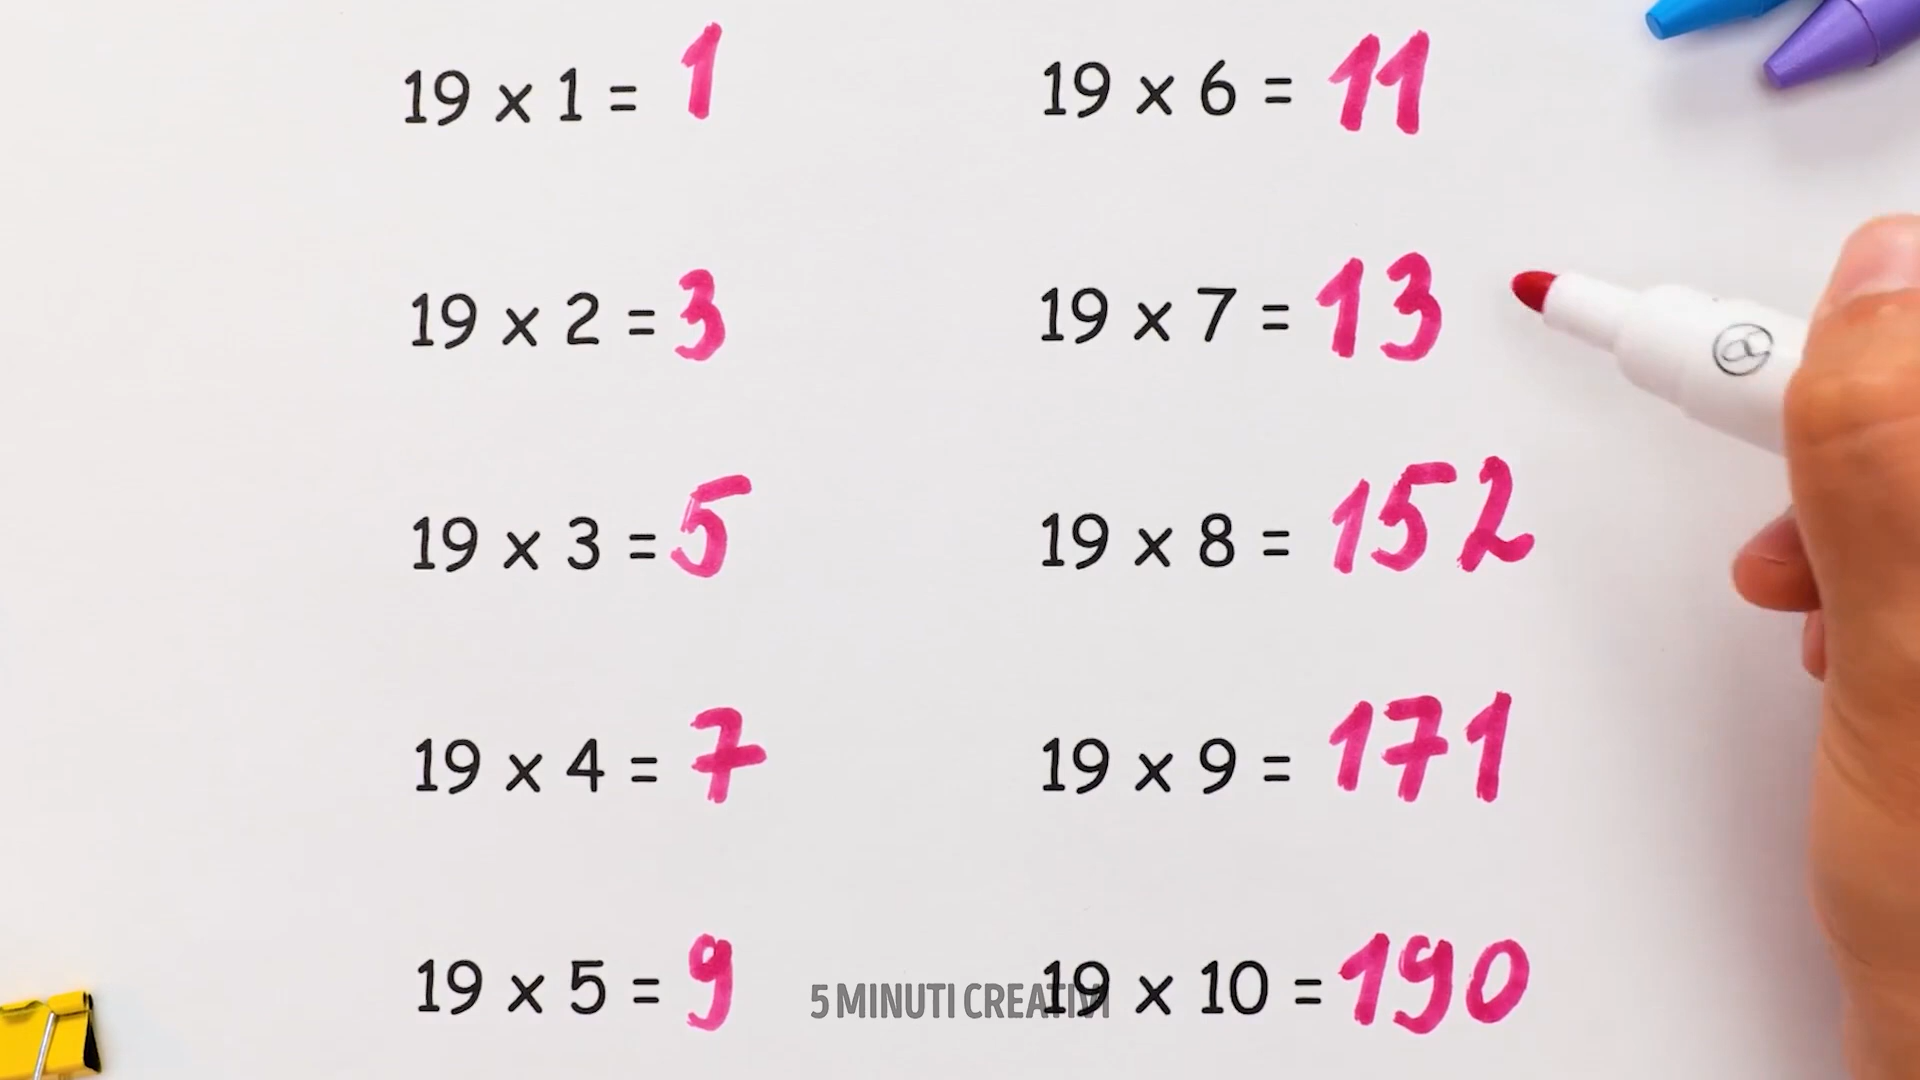 19 x 1 = 1
19 x 2 = 3
19 x 3 = 5
19 x 4 = 7
19 x 5 = 9
19 x 6 = 11
19 x 7 = 13
19 x 8 = 152
19 x 9 = 171
19 x 10 = 190
5 MINUTI CREATIVI